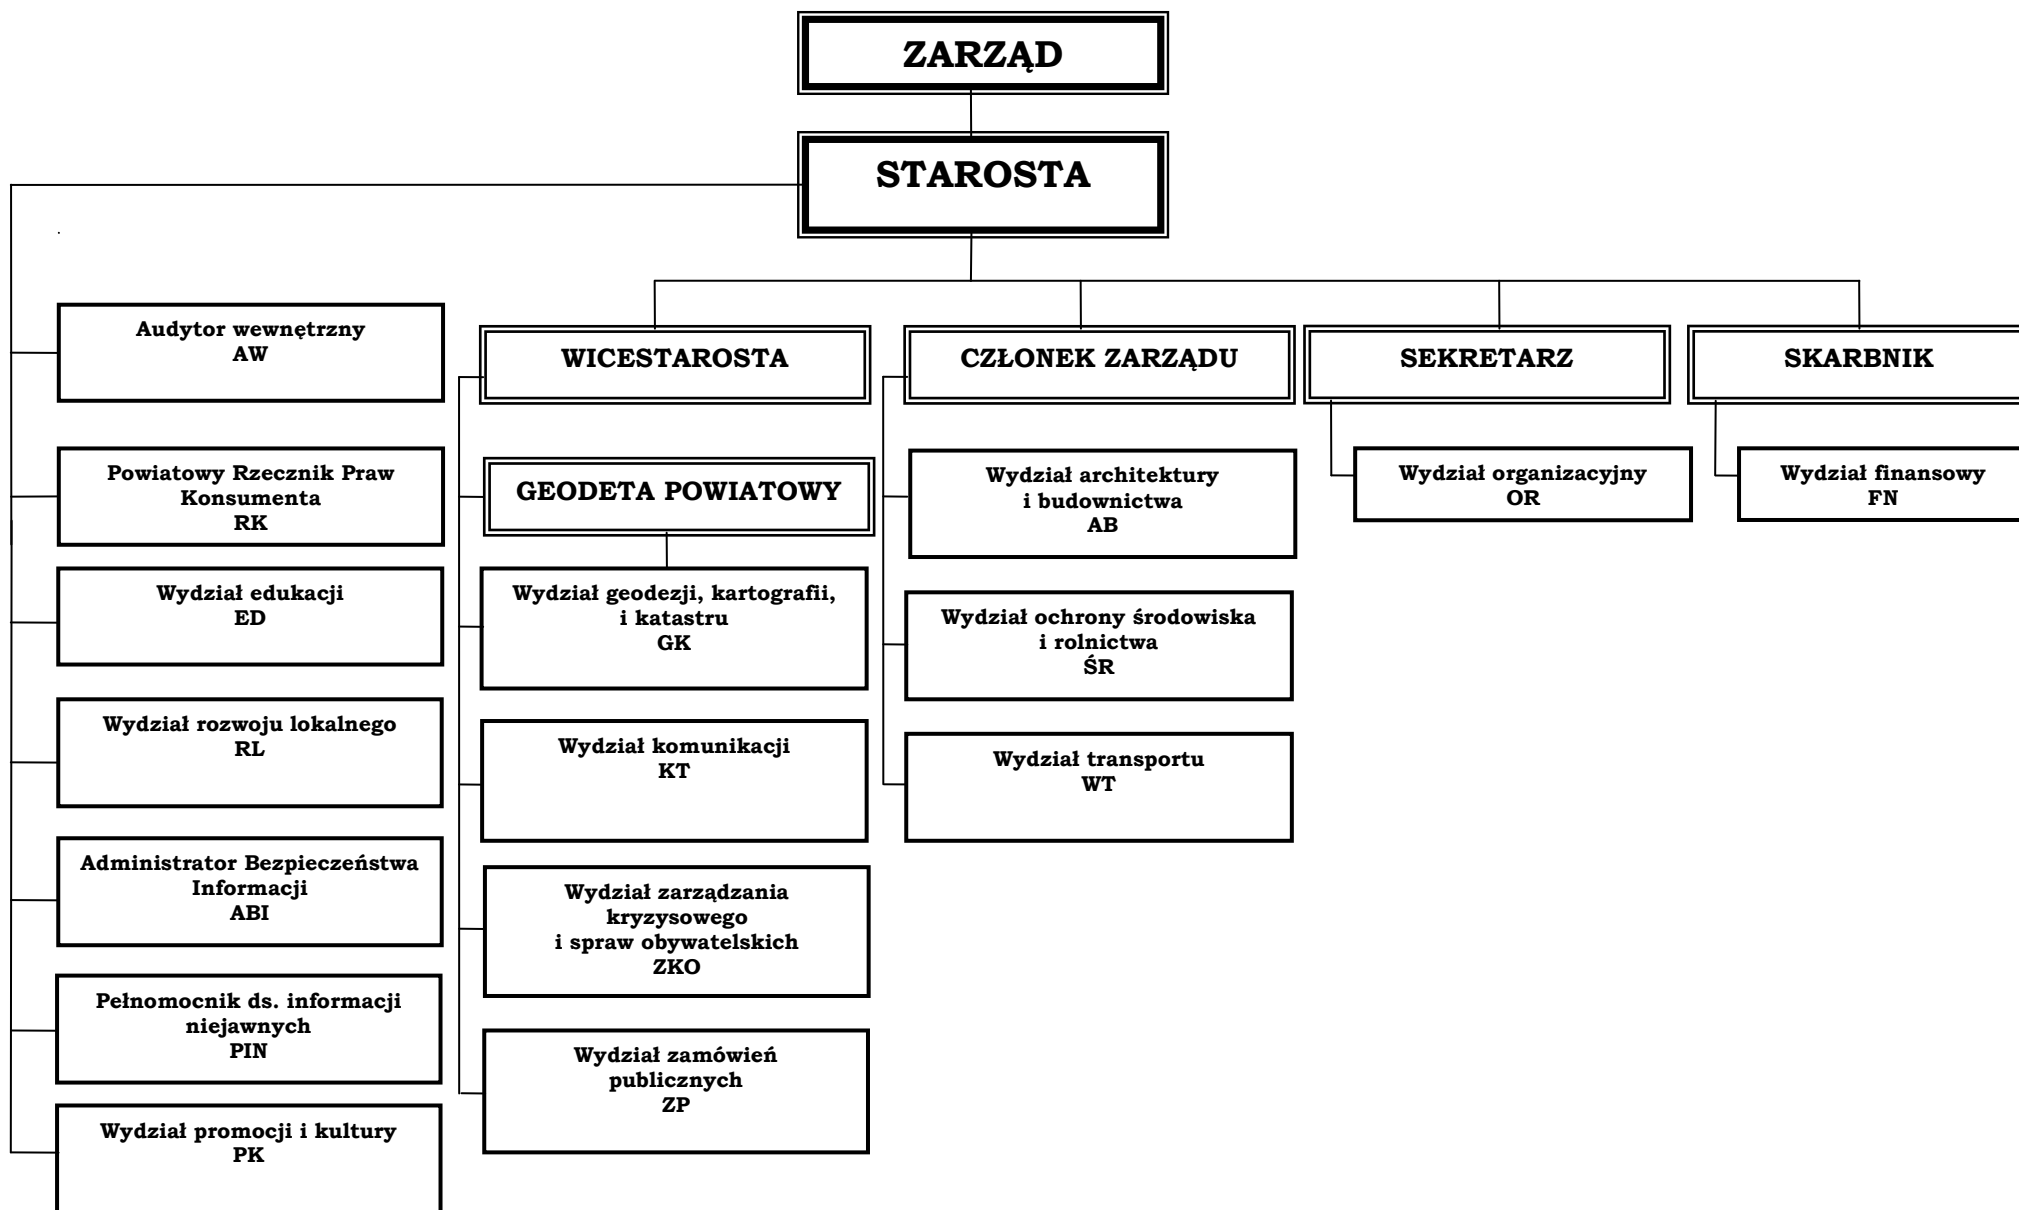 ZARZĄD
STAROSTA
Audytor wewnętrzny
AW
Powiatowy Rzecznik Praw
Konsumenta
RK
Wydział edukacji
ED
Wydział rozwoju lokalnego
RL
Administrator Bezpieczeństwa
Informacji
ABI
Pełnomocnik ds. informacji
niejawnych
PIN
Wydział promocji i kultury
PK
WICESTAROSTA
GEODETA POWIATOWY
Wydział geodezji, kartografii,
i katastru
GK
Wydział komunikacji
KT
Wydział zarządzania
kryzysowego
i spraw obywatelskich
ZKO
Wydział zamówień
publicznych
ZP
CZŁONEK ZARZĄDU
Wydział architektury
i budownictwa
AB
Wydział ochrony środowiska
i rolnictwa
ŚR
Wydział transportu
WT
SEKRETARZ
Wydział organizacyjny
OR
SKARBNIK
Wydział finansowy
FN